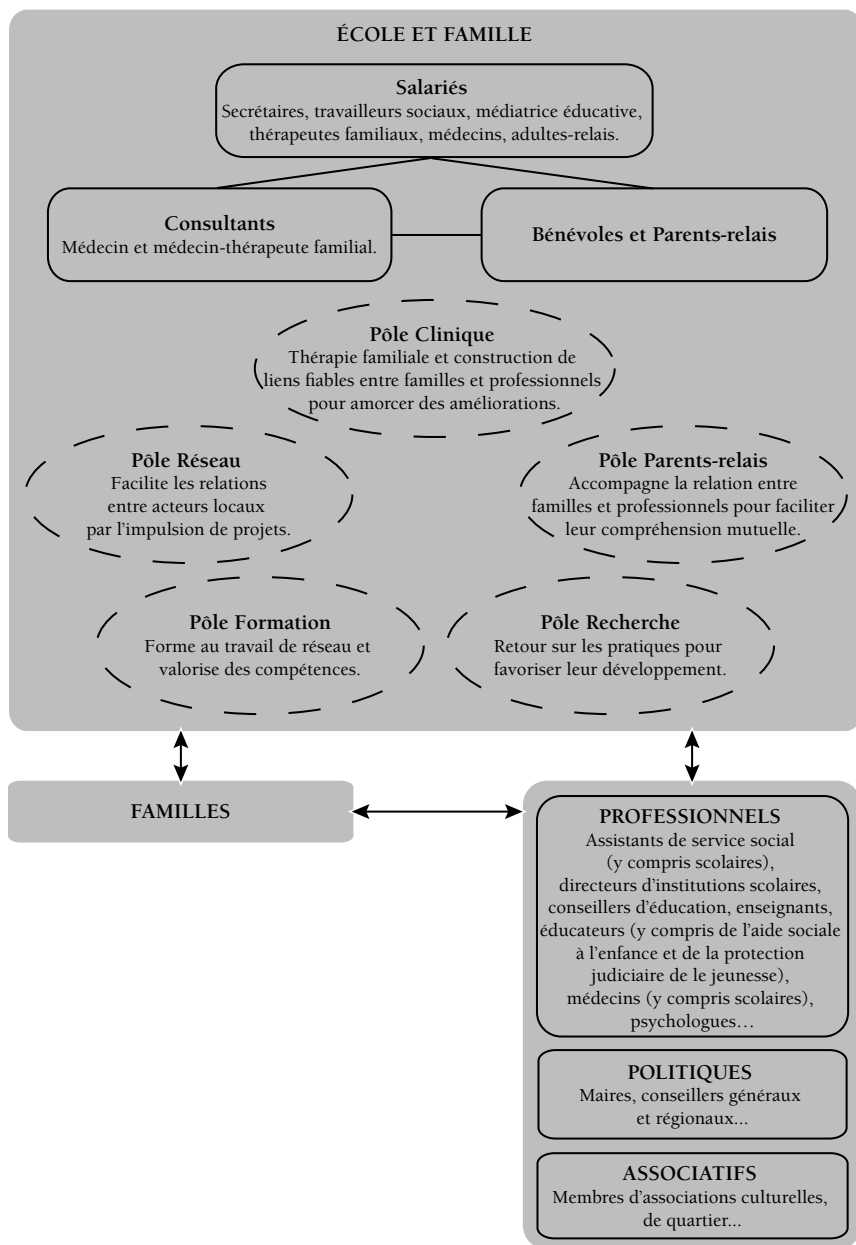 ÉCOLE ET FAMILLE
Salariés
Secrétaires, travailleurs sociaux, médiatrice éducative,
thérapeutes familiaux, médecins, adultes-relais.
Consultants
Médecin et médecin-thérapeute familial.
Bénévoles et Parents-relais
Pôle Clinique
Thérapie familiale et construction de
liens fiables entre familles et professionnels
pour amorcer des améliorations.
Pôle Réseau
Facilite les relations
entre acteurs locaux
par l'impulsion de projets.
Pôle Parents-relais
Accompagne la relation entre
familles et professionnels pour faciliter
leur compréhension mutuelle.
Pôle Formation
Forme au travail de réseau et
valorise des compétences.
Pôle Recherche
Retour sur les pratiques pour
favoriser leur développement.
FAMILLES
PROFESSIONNELS
Assistants de service social
(y compris scolaires),
directeurs d'institutions scolaires,
conseillers d'éducation, enseignants,
éducateurs (y compris de l'aide sociale
à l'enfance et de la protection
judiciaire de le jeunesse),
médecins (y compris scolaires),
psychologues…
POLITIQUES
Maires, conseillers généraux
et régionaux...
ASSOCIATIFS
Membres d'associations culturelles,
de quartier...